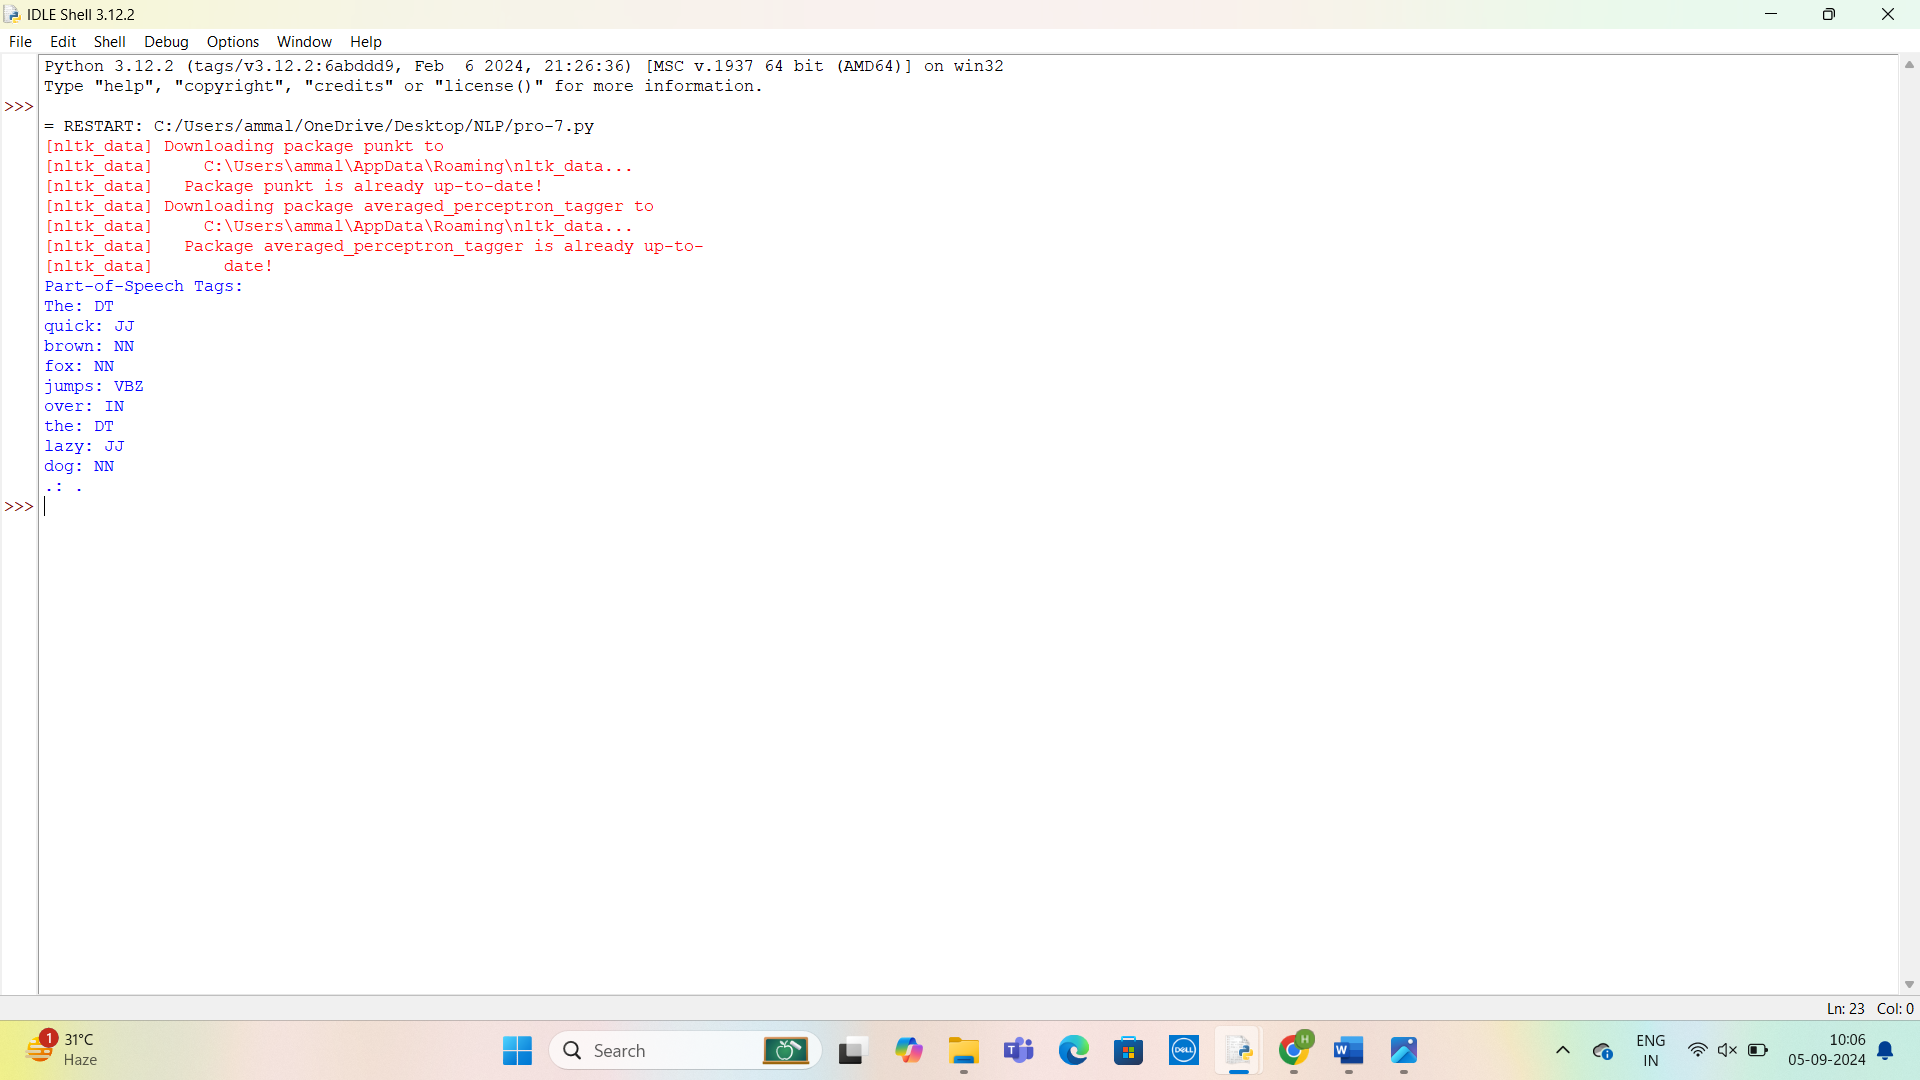 IDLE Shell 3.12.2
File Edit Shell Debug Options Window Help
Python 3.12.2 (tags/v3.12.2:6abddd9, Feb  6 2024, 21:26:36) [MSC v.1937 64 bit (AMD64)] on win32
Type "help", "copyright", "credits" or "license()" for more information.
>>>
= RESTART: C:/Users/ammal/OneDrive/Desktop/NLP/pro-7.py
[nltk_data] Downloading package punkt to
[nltk_data]     C:\Users\ammal\AppData\Roaming\nltk_data...
[nltk_data]   Package punkt is already up-to-date!
[nltk_data] Downloading package averaged_perceptron_tagger to
[nltk_data]     C:\Users\ammal\AppData\Roaming\nltk_data...
[nltk_data]   Package averaged_perceptron_tagger is already up-to-
[nltk_data]       date!
Part-of-Speech Tags:
The: DT
quick: JJ
brown: NN
fox: NN
jumps: VBZ
over: IN
the: DT
lazy: JJ
dog: NN
.: .
>>>
Ln: 23 Col: 0
1
31°C
Haze
Search
DELL
H
W
T
ENG
IN
10:06
05-09-2024